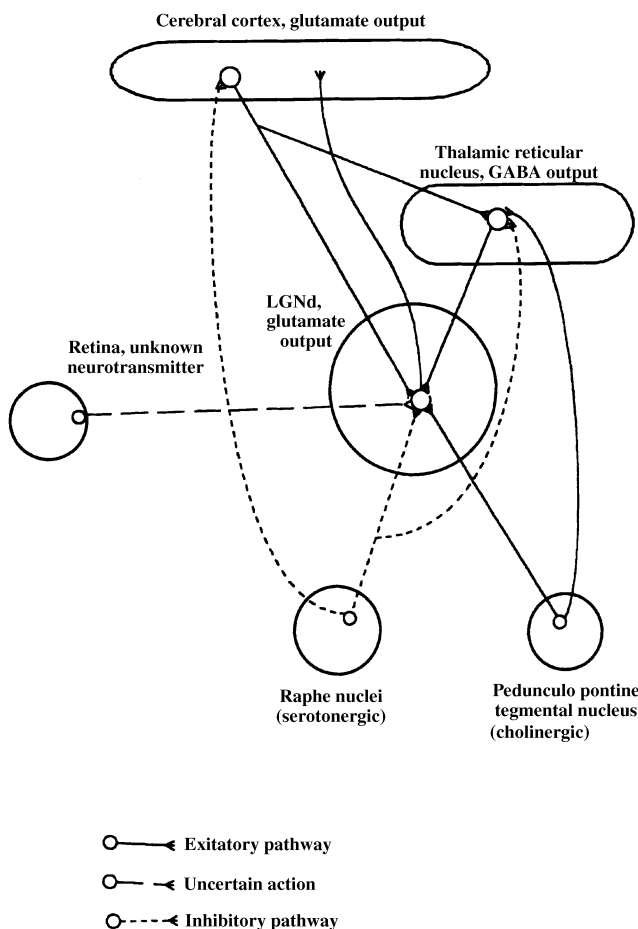 Cerebral cortex, glutamate output
Thalamic reticular
nucleus, GABA output
LGNd,
glutamate
output
Retina, unknown
neurotransmitter
Raphe nuclei
(serotonergic)
Pedunculo pontine
tegmental nucleus
(cholinergic)
Exitatory pathway
Uncertain action
Inhibitory pathway